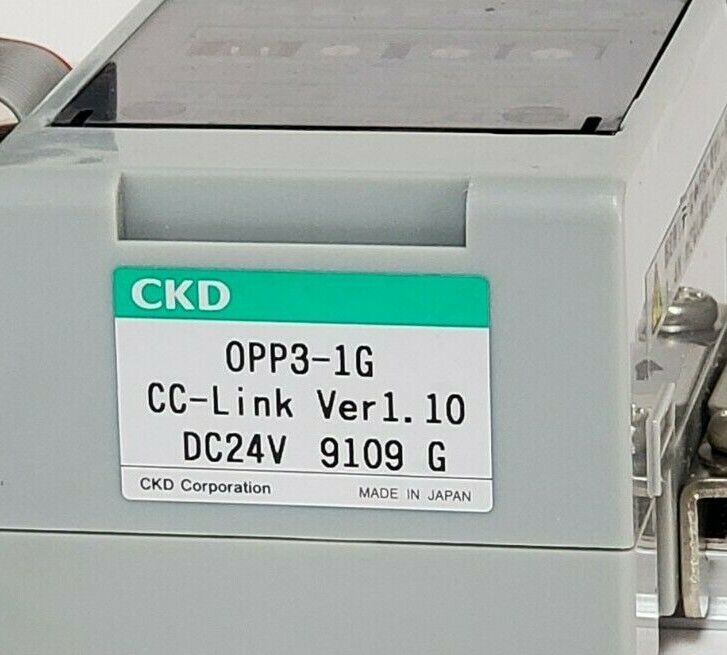 CKD
OPP3-1G
CC-Link Ver1.10
DC24V 9109 G
CKD Corporation
MADE IN JAPAN